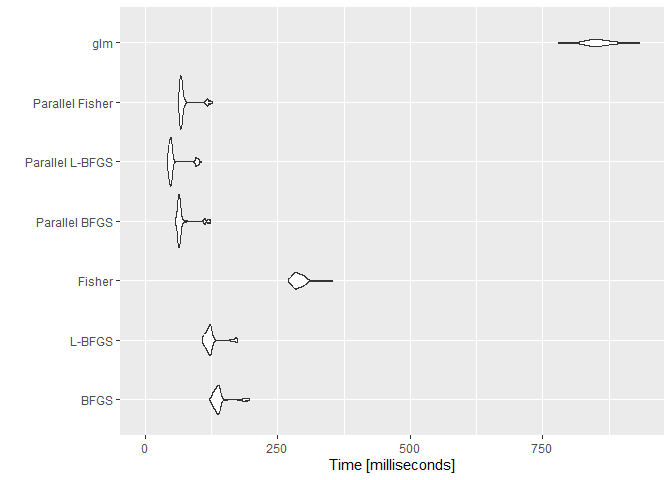 glm
Parallel Fisher
Parallel L-BFGS
Parallel BFGS
Fisher
L-BFGS
BFGS
0 250 500 750
Time [milliseconds]